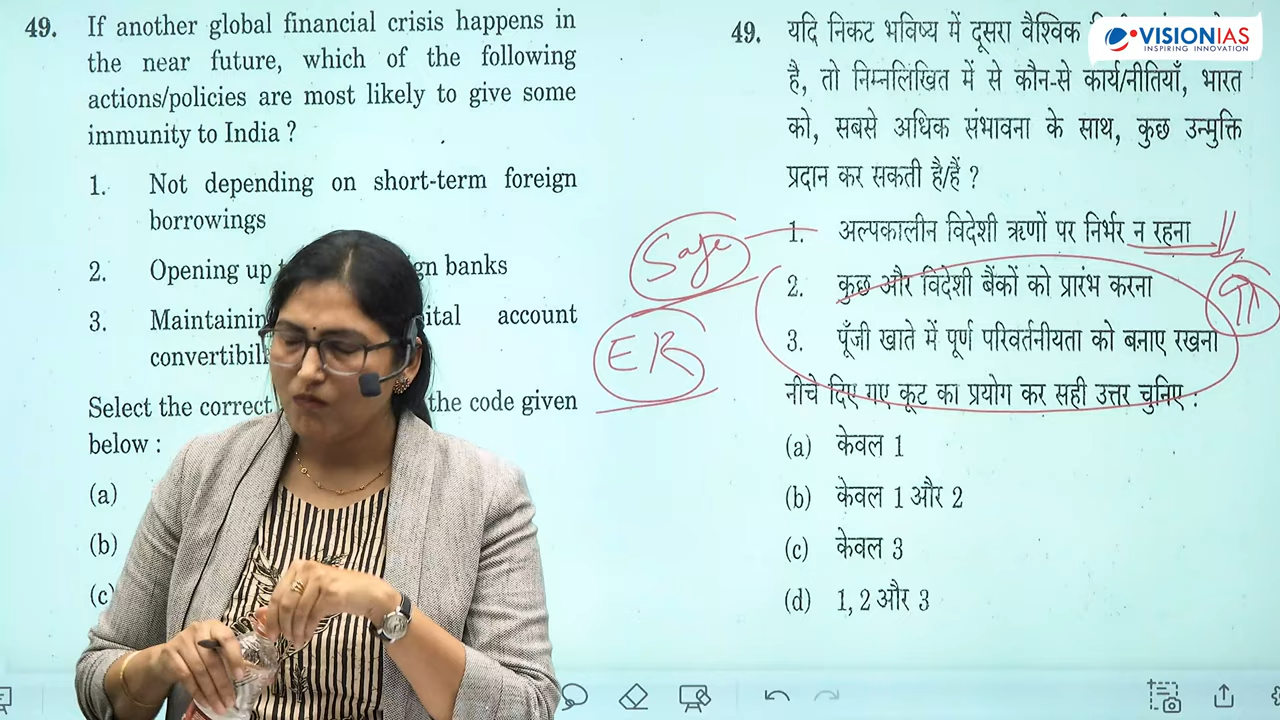 VISIONIAS
INSPIRING INNOVATION
49. If another global financial crisis happens in
the near future, which of the following
actions/policies are most likely to give some
immunity to India ?
1. Not depending on short-term foreign
borrowings
2. Opening up banks
3. account
Select the correct the code given
below :
(a)
(b)
(c)
49. यदि निकट भविष्य में दूसरा वैश्विक
है, तो निम्नलिखित में से कौन-से कार्य/नीतियाँ, भारत
को, सबसे अधिक संभावना के साथ, कुछ उन्मुक्ति
प्रदान कर सकती है/हैं ?
1. अल्पकालीन विदेशी ऋणों पर निर्भर न रहना
2. कुछ और विदेशी बैंकों को प्रारंभ करना
3. पूँजी खाते में पूर्ण परिवर्तनीयता को बनाए रखना
नीचे दिए गए कूट का प्रयोग कर सही उत्तर चुनिए :
(a) केवल 1
(b) केवल 1 और 2
(c) केवल 3
(d) 1, 2 और 3
Safe
ER